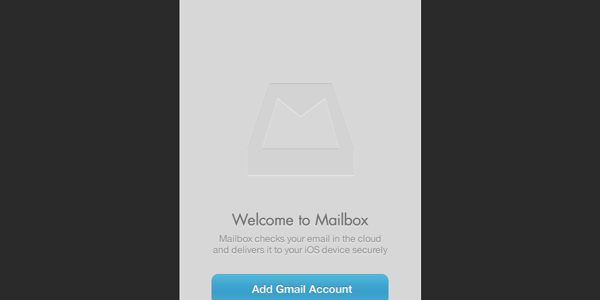 Welcome to Mailbox
Mailbox checks your email in the cloud
and delivers it to your iOS device securely
Add Gmail Account